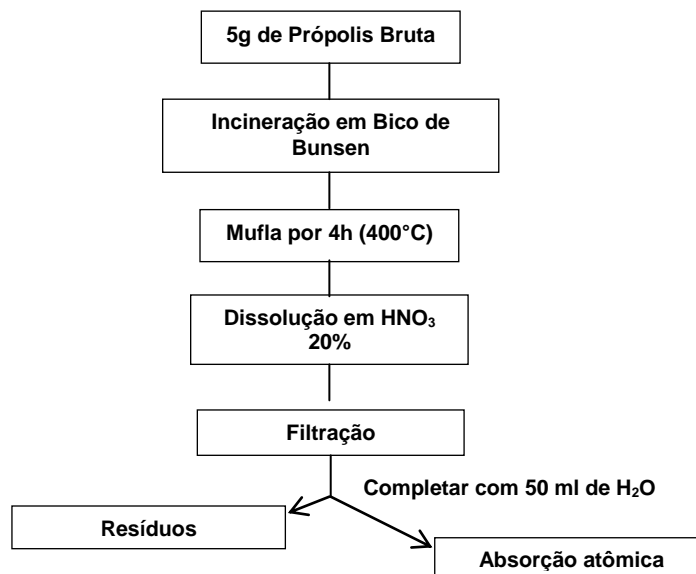 5g de Própolis Bruta
Incineração em Bico de
Bunsen
Mufla por 4h (400°C)
Dissolução em HNO₃
20%
Filtração
Completar com 50 ml de H₂O
Resíduos
Absorção atômica